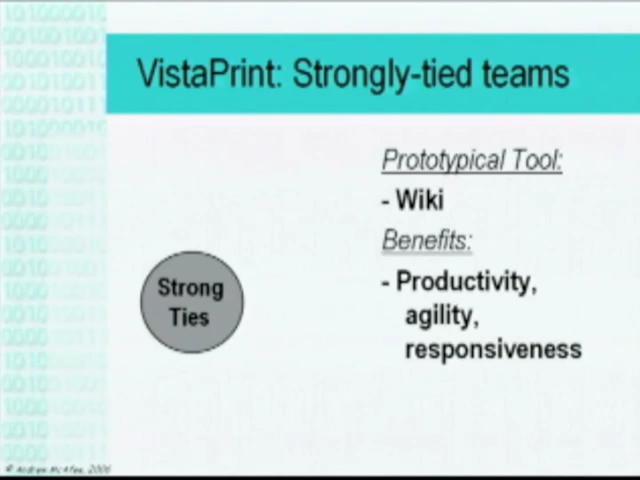 VistaPrint: Strongly-tied teams
Prototypical Tool:
- Wiki
Benefits:
- Productivity,
agility,
responsiveness
Strong
Ties
© Andrew McAfee, 2006